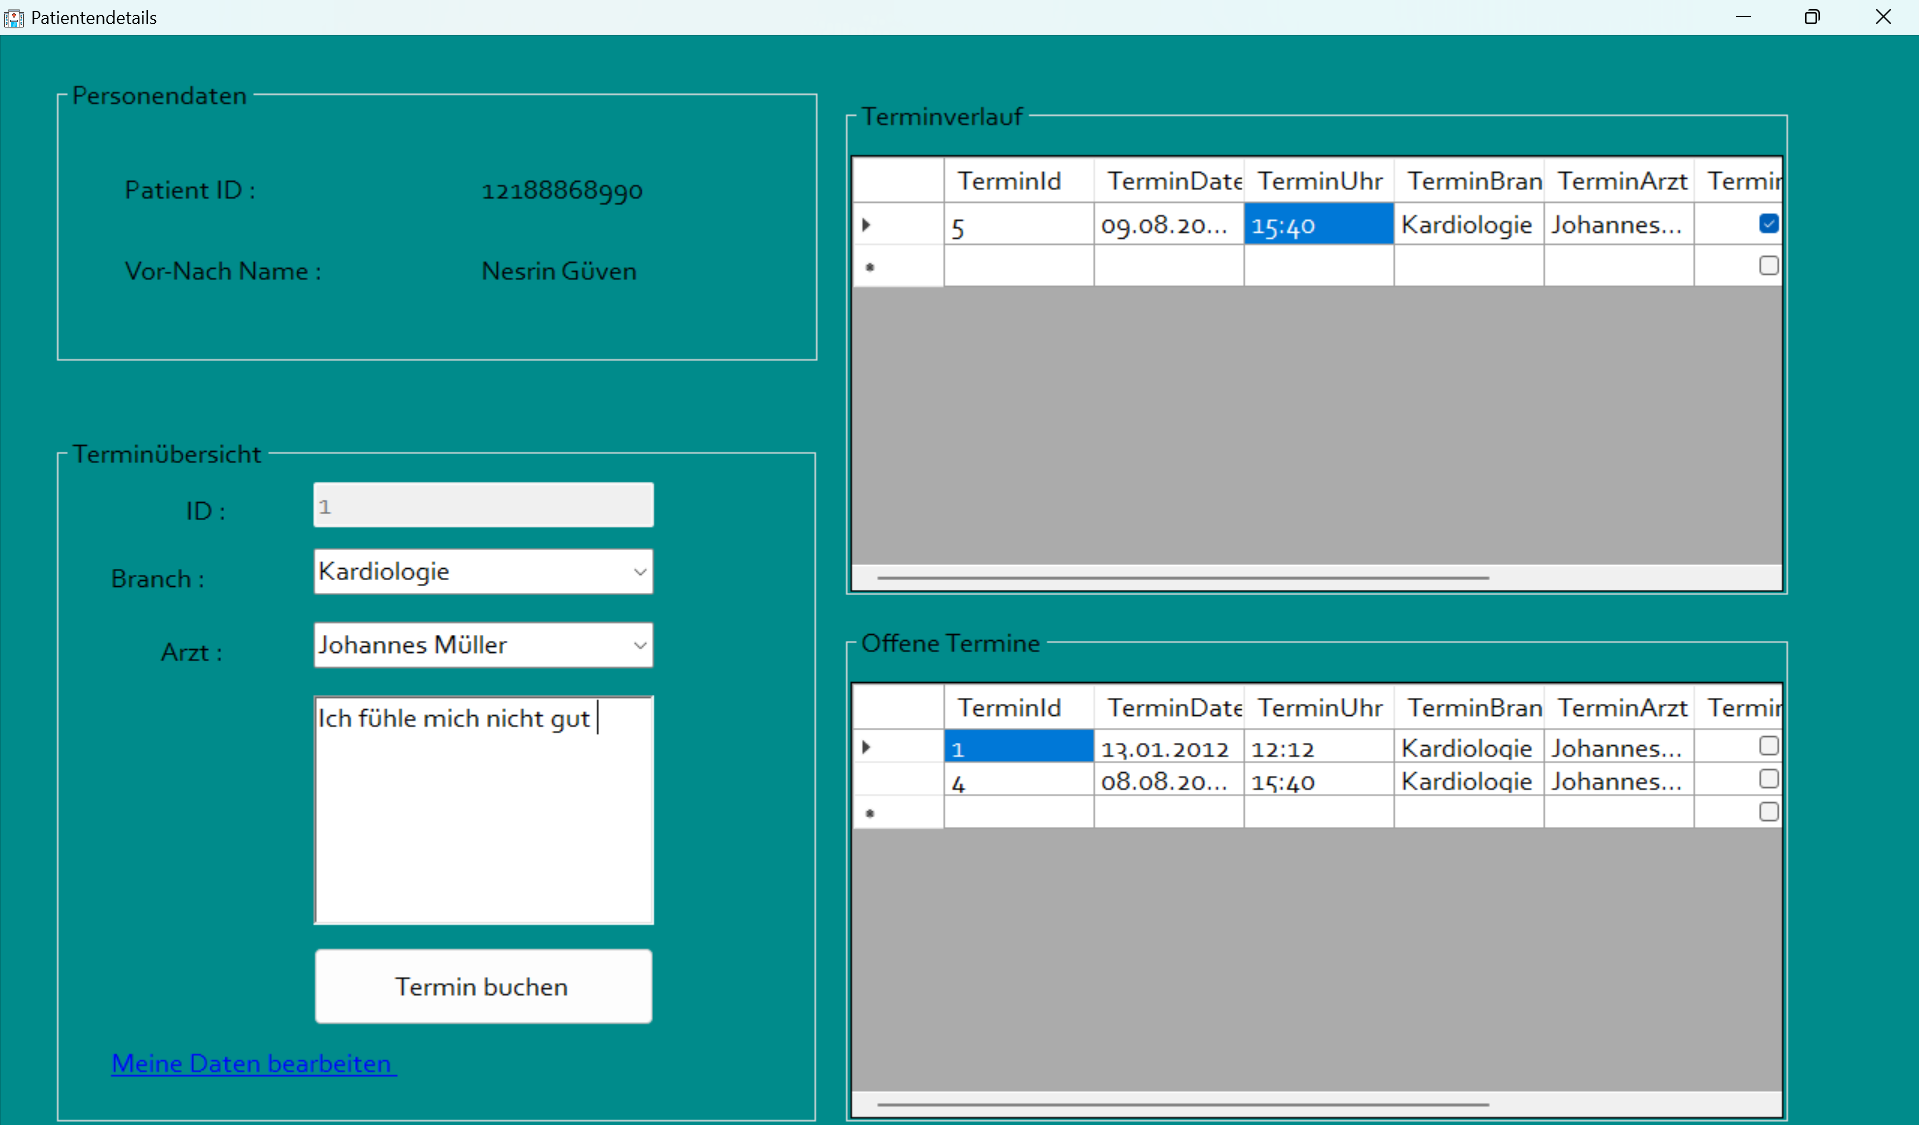 Patientendetails
Personendaten
Patient ID : 12188868990
Vor-Nach Name : Nesrin Güven
Terminübersicht
ID : 1
Branch : Kardiologie
Arzt : Johannes Müller
Ich fühle mich nicht gut
Termin buchen
Meine Daten bearbeiten
Terminverlauf
TerminId TerminDate TerminUhr TerminBran TerminArzt Termin
5 09.08.20... 15:40 Kardiologie Johannes...
Offene Termine
TerminId TerminDate TerminUhr TerminBran TerminArzt Termin
1 13.01.2012 12:12 Kardiologie Johannes...
4 08.08.20... 15:40 Kardiologie Johannes...